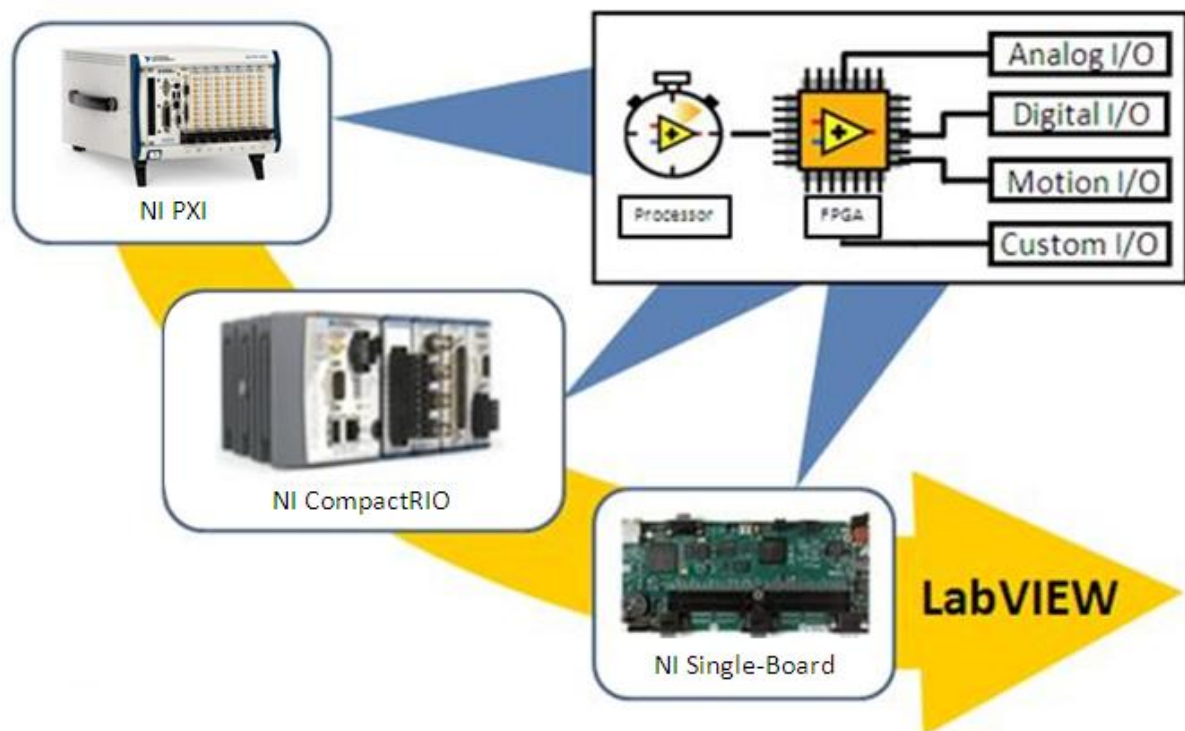 NI PXI
Analog I/O
Digital I/O
Motion I/O
Custom I/O
Processor
FPGA
NI CompactRIO
NI Single-Board
LabVIEW